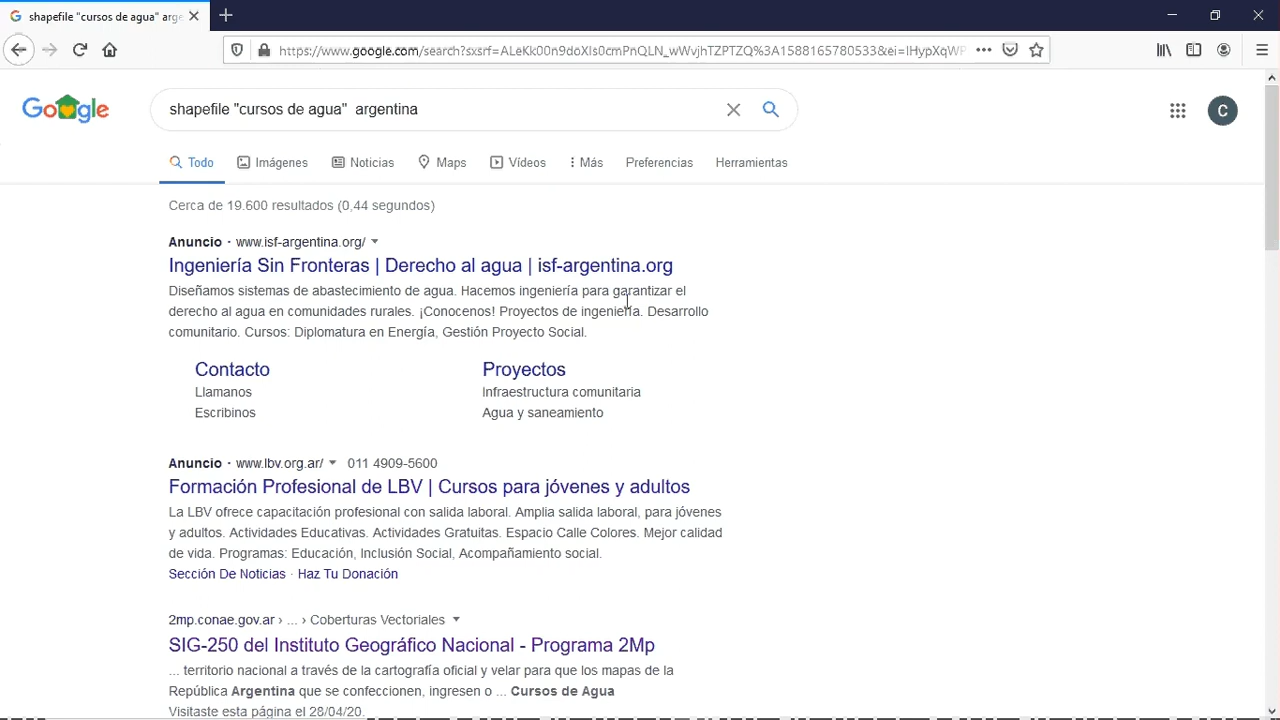 shapefile "cursos de agua" arge
https://www.google.com/search?sxsrf=ALeKk00n9doXIs0cmPnQLN_wWvjhTZPTZQ%3A1588165780533&ei=IHypXqWP
Google
shapefile "cursos de agua"  argentina
C
Todo
Imágenes
Noticias
Maps
Vídeos
Más
Preferencias
Herramientas
Cerca de 19.600 resultados (0,44 segundos)
Anuncio · www.isf-argentina.org/
Ingeniería Sin Fronteras | Derecho al agua | isf-argentina.org
Diseñamos sistemas de abastecimiento de agua. Hacemos ingeniería para garantizar el
derecho al agua en comunidades rurales. ¡Conocenos! Proyectos de ingeniería. Desarrollo
comunitario. Cursos: Diplomatura en Energía, Gestión Proyecto Social.
Contacto
Llamanos
Escribinos
Proyectos
Infraestructura comunitaria
Agua y saneamiento
Anuncio · www.lbv.org.ar/ 011 4909-5600
Formación Profesional de LBV | Cursos para jóvenes y adultos
La LBV ofrece capacitación profesional con salida laboral. Amplia salida laboral, para jóvenes
y adultos. Actividades Educativas. Actividades Gratuitas. Espacio Calle Colores. Mejor calidad
de vida. Programas: Educación, Inclusión Social, Acompañamiento social.
Sección De Noticias · Haz Tu Donación
2mp.conae.gov.ar › ... › Coberturas Vectoriales
SIG-250 del Instituto Geográfico Nacional - Programa 2Mp
... territorio nacional a través de la cartografía oficial y velar para que los mapas de la
República Argentina que se confeccionen, ingresen o ... Cursos de Agua
Visitaste esta página el 28/04/20.